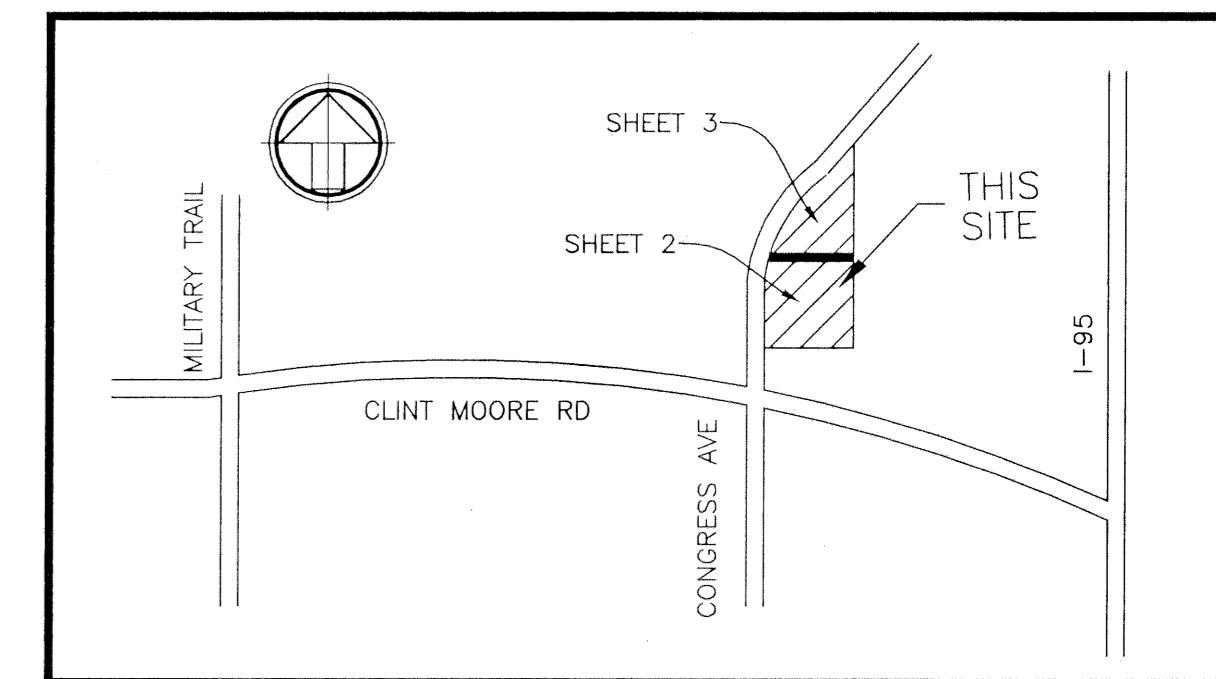 SHEET 3
THIS
SITE
SHEET 2
MILITARY TRAIL
I-95
CLINT MOORE RD
CONGRESS AVE